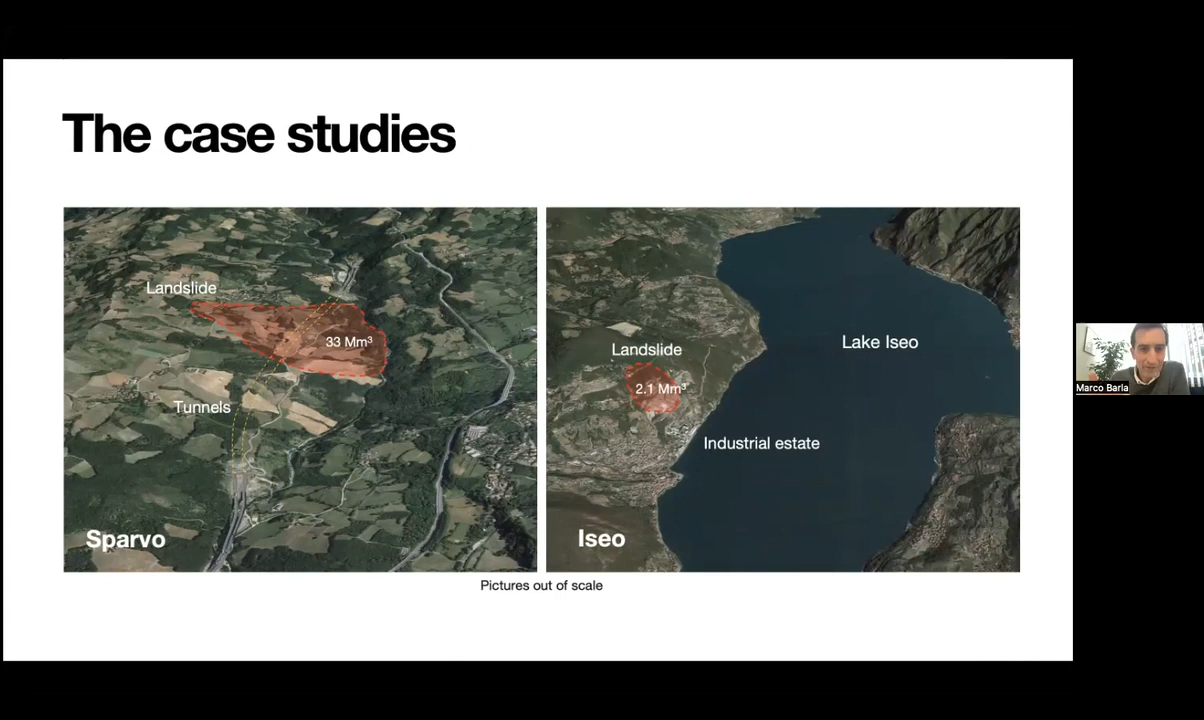 The case studies
Landslide
33 Mm³
Tunnels
Sparvo
Landslide
2.1 Mm³
Lake Iseo
Industrial estate
Iseo
Pictures out of scale
Marco Barla